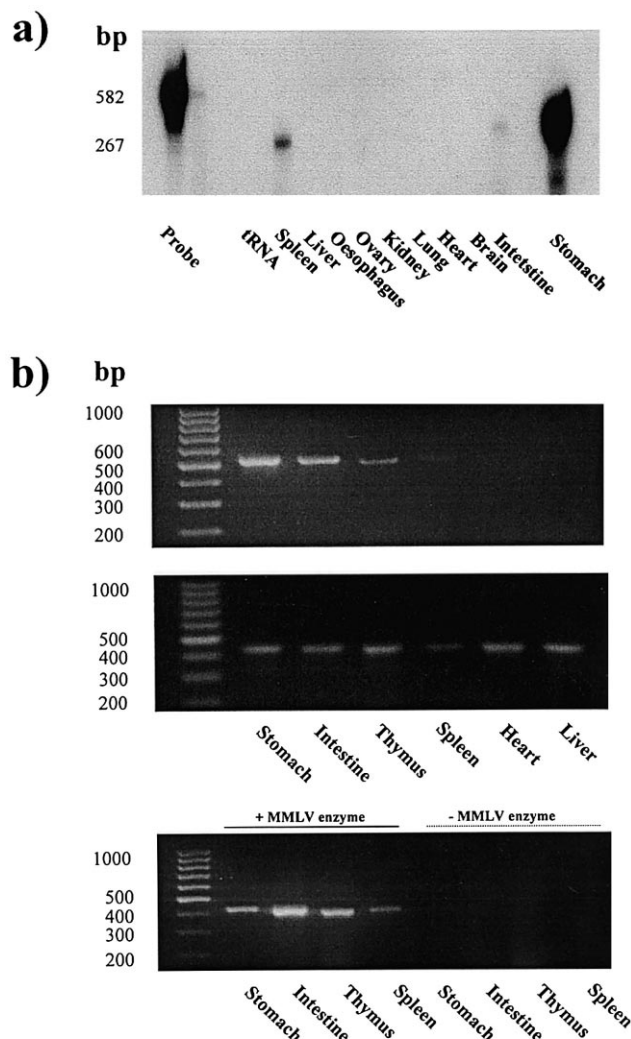 a)
bp
582
267
Probe
tRNA
Spleen
Liver
Oesophagus
Ovary
Kidney
Lung
Heart
Brain
Intetstine
Stomach
b)
bp
1000
600
500
400
300
200
1000
500
400
300
200
Stomach
Intestine
Thymus
Spleen
Heart
Liver
+ MMLV enzyme
- MMLV enzyme
1000
500
400
300
200
Stomach
Intestine
Thymus
Spleen
Stomach
Intestine
Thymus
Spleen